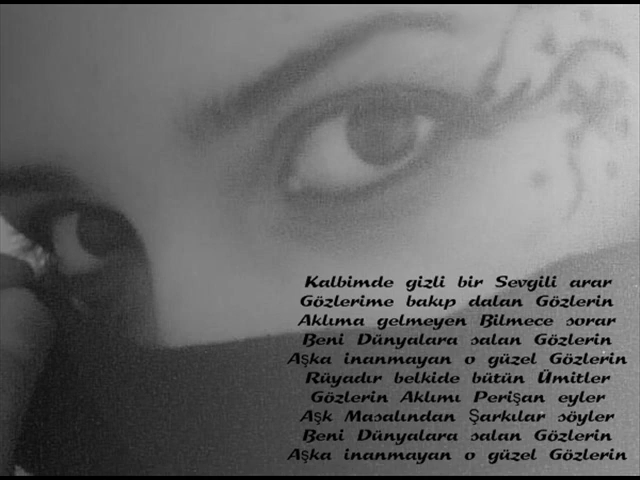 Kalbimde gizli bir Sevgili arar
Gözlerime bakıp dalan Gözlerin
Aklıma gelmeyen Bilmece sorar
Beni Dünyalara salan Gözlerin
Aşka inanmayan o güzel Gözlerin
Rüyadır belkide bütün Ümitler
Gözlerin Aklımı Perişan eyler
Aşk Masalından Şarkılar söyler
Beni Dünyalara salan Gözlerin
Aşka inanmayan o güzel Gözlerin